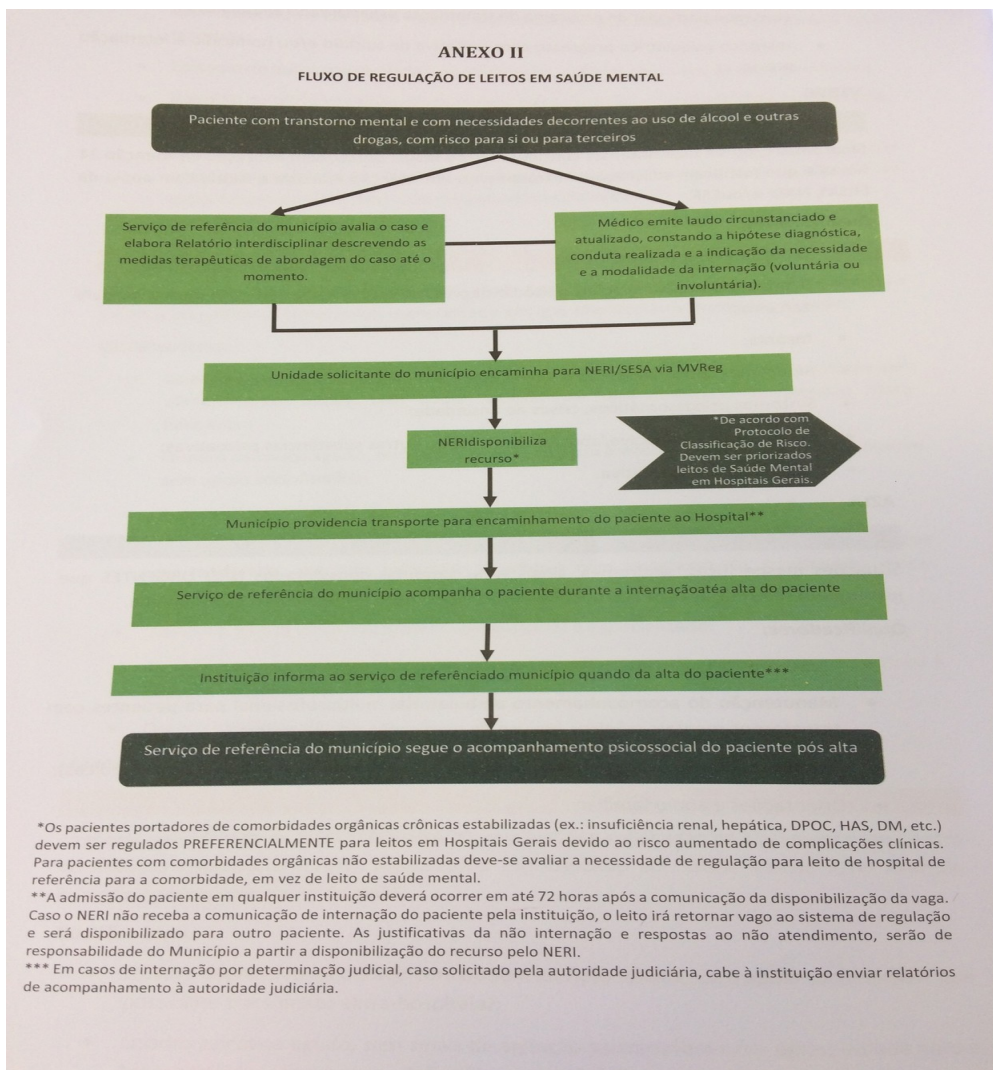 ANEXO II
FLUXO DE REGULAÇÃO DE LEITOS EM SAÚDE MENTAL
Paciente com transtorno mental e com necessidades decorrentes ao uso de álcool e outras
drogas, com risco para si ou para terceiros
Serviço de referência do município avalia o caso e
elabora Relatório interdisciplinar descrevendo as
medidas terapêuticas de abordagem do caso até o
momento.
Médico emite laudo circunstanciado e
atualizado, constando a hipótese diagnóstica,
conduta realizada e a indicação da necessidade
e a modalidade da internação (voluntária ou
involuntária).
Unidade solicitante do município encaminha para NERI/SESA via MVReg
NERIdisponibiliza
recurso*
*De acordo com
Protocolo de
Classificação de Risco.
Devem ser priorizados
leitos de Saúde Mental
em Hospitais Gerais.
Município providencia transporte para encaminhamento do paciente ao Hospital**
Serviço de referência do município acompanha o paciente durante a internaçãoatéa alta do paciente
Instituição informa ao serviço de referênciado município quando da alta do paciente***
Serviço de referência do município segue o acompanhamento psicossocial do paciente pós alta
*Os pacientes portadores de comorbidades orgânicas crônicas estabilizadas (ex.: insuficiência renal, hepática, DPOC, HAS, DM, etc.)
devem ser regulados PREFERENCIALMENTE para leitos em Hospitais Gerais devido ao risco aumentado de complicações clínicas.
Para pacientes com comorbidades orgânicas não estabilizadas deve-se avaliar a necessidade de regulação para leito de hospital de
referência para a comorbidade, em vez de leito de saúde mental.
**A admissão do paciente em qualquer instituição deverá ocorrer em até 72 horas após a comunicação da disponibilização da vaga.
Caso o NERI não receba a comunicação de internação do paciente pela instituição, o leito irá retornar vago ao sistema de regulação
e será disponibilizado para outro paciente. As justificativas da não internação e respostas ao não atendimento, serão de
responsabilidade do Município a partir a disponibilização do recurso pelo NERI.
*** Em casos de internação por determinação judicial, caso solicitado pela autoridade judiciária, cabe à instituição enviar relatórios
de acompanhamento à autoridade judiciária.